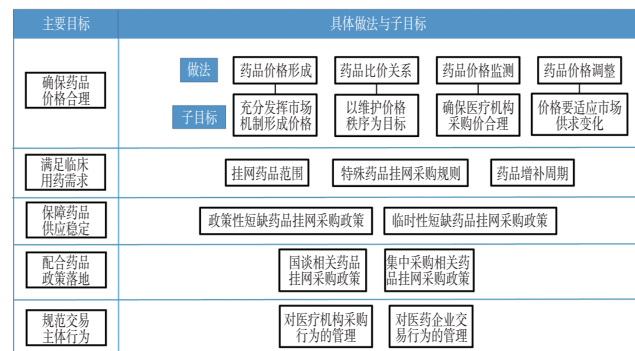 主要目标
具体做法与子目标
确保药品
价格合理
做法
药品价格形成
药品比价关系
药品价格监测
药品价格调整
子目标
充分发挥市场
机制形成价格
以维护价格
秩序为目标
确保医疗机构
采购价合理
价格要适应市场
供求变化
满足临床
用药需求
挂网药品范围
特殊药品挂网采购规则
药品增补周期
保障药品
供应稳定
政策性短缺药品挂网采购政策
临时性短缺药品挂网采购政策
配合药品
政策落地
国谈相关药品
挂网采购政策
集中采购相关药
品挂网采购政策
规范交易
主体行为
对医疗机构采购
行为的管理
对医药企业交
易行为的管理